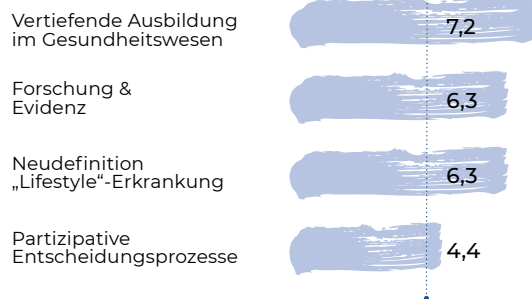 Vertiefende Ausbildung
im Gesundheitswesen
7,2
Forschung &
Evidenz
6,3
Neudefinition
„Lifestyle“-Erkrankung
6,3
Partizipative
Entscheidungsprozesse
4,4